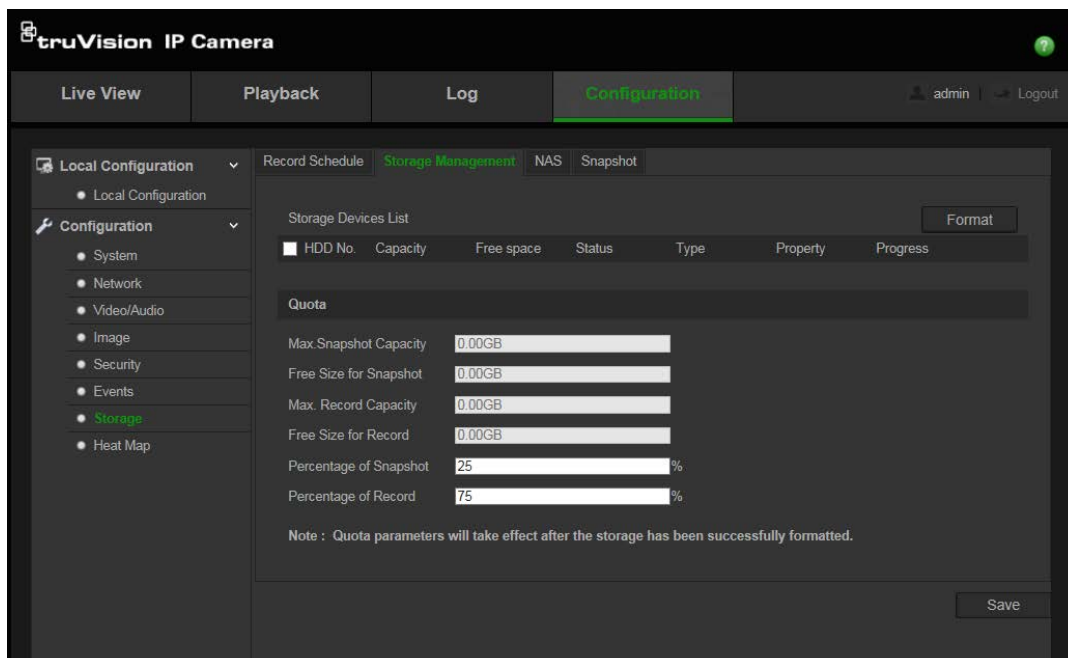 truVision IP Camera
?
Live View Playback Log Configuration admin | Logout
Local Configuration
Local Configuration
Configuration
System
Network
Video/Audio
Image
Security
Events
Storage
Heat Map
Record Schedule Storage Management NAS Snapshot
Storage Devices List Format
HDD No. Capacity Free space Status Type Property Progress
Quota
Max.Snapshot Capacity 0.00GB
Free Size for Snapshot 0.00GB
Max. Record Capacity 0.00GB
Free Size for Record 0.00GB
Percentage of Snapshot 25 %
Percentage of Record 75 %
Note : Quota parameters will take effect after the storage has been successfully formatted.
Save